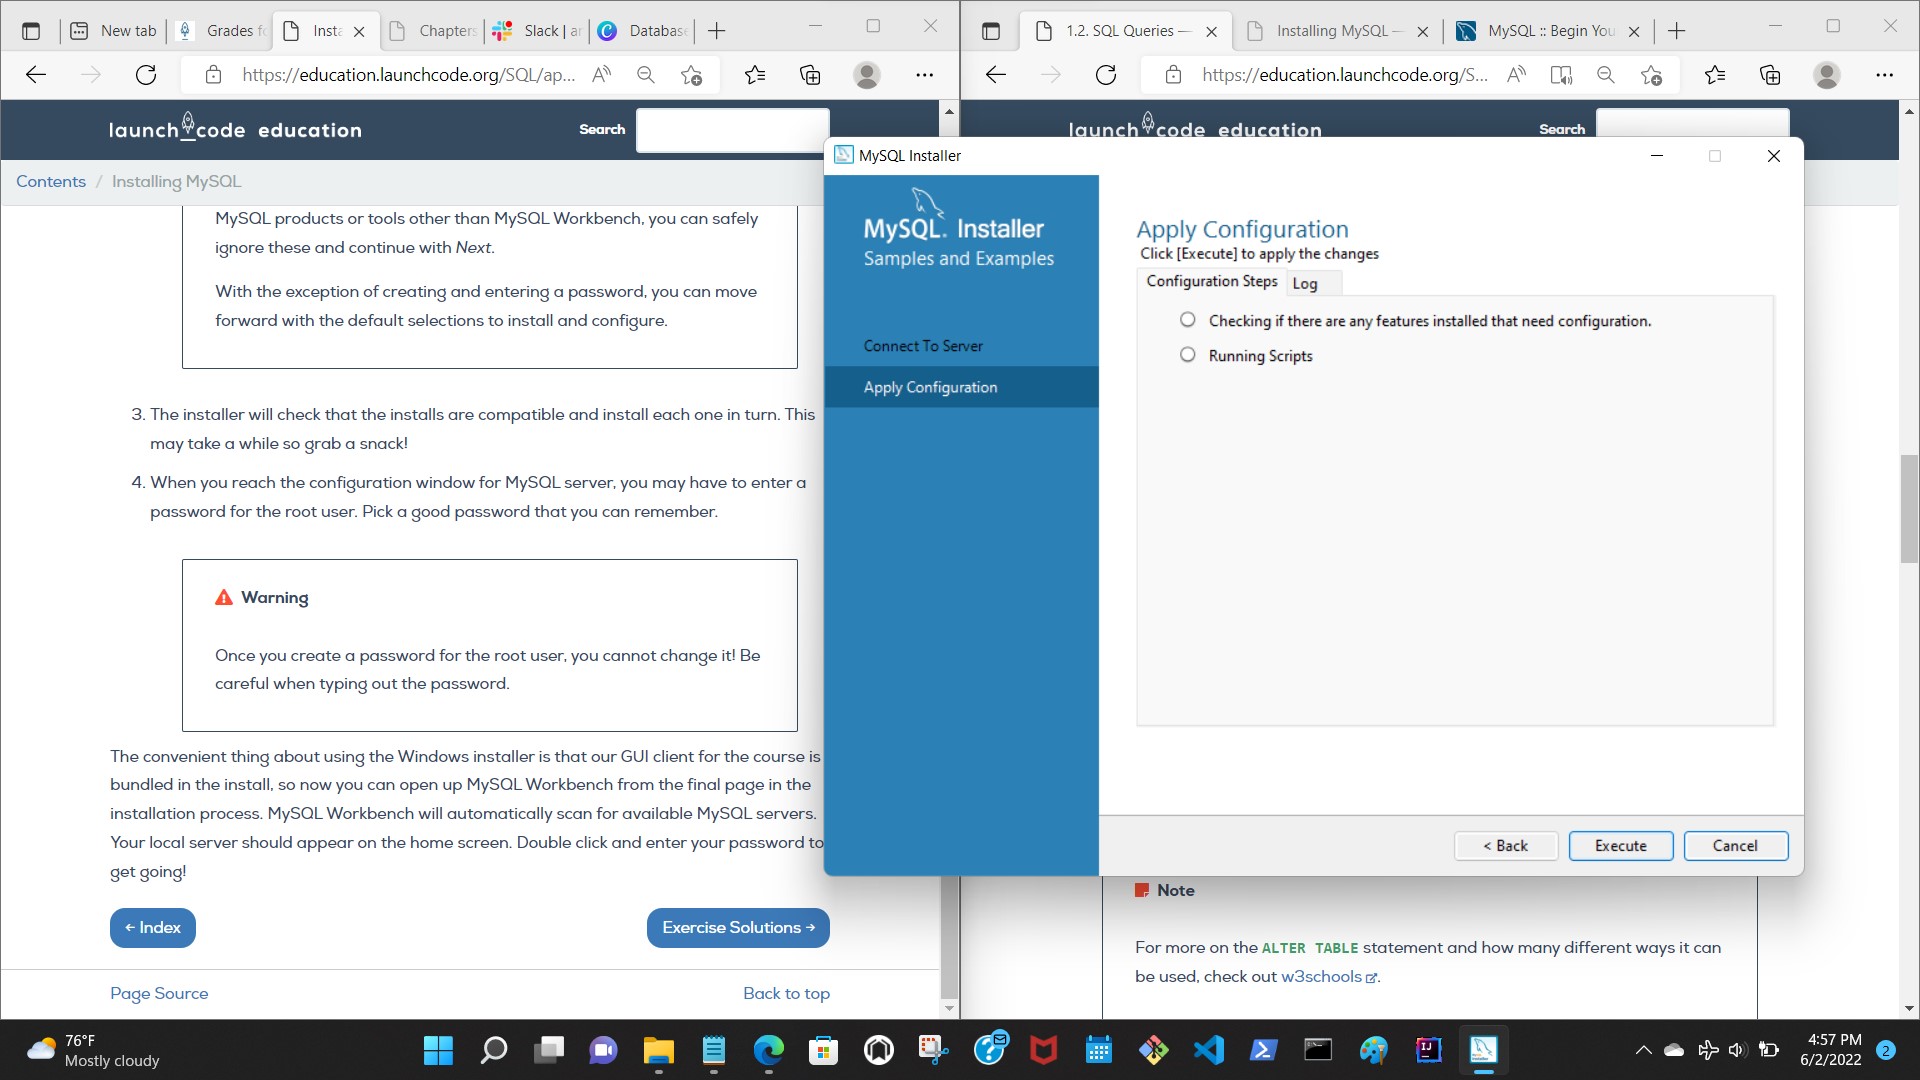 New tab
Grades fo
Insta
Chapters
Slack | ar
Database
1.2. SQL Queries —
Installing MySQL —
MySQL :: Begin You
https://education.launchcode.org/SQL/ap...
https://education.launchcode.org/S...
launch_code education
Search
launch code education
Search
Contents / Installing MySQL
MySQL products or tools other than MySQL Workbench, you can safely
ignore these and continue with Next.
With the exception of creating and entering a password, you can move
forward with the default selections to install and configure.
3. The installer will check that the installs are compatible and install each one in turn. This
may take a while so grab a snack!
4. When you reach the configuration window for MySQL server, you may have to enter a
password for the root user. Pick a good password that you can remember.
Warning
Once you create a password for the root user, you cannot change it! Be
careful when typing out the password.
The convenient thing about using the Windows installer is that our GUI client for the course is
bundled in the install, so now you can open up MySQL Workbench from the final page in the
installation process. MySQL Workbench will automatically scan for available MySQL servers.
Your local server should appear on the home screen. Double click and enter your password to
get going!
← Index
Exercise Solutions →
Page Source
Back to top
MySQL Installer
MySQL. Installer
Samples and Examples
Connect To Server
Apply Configuration
Apply Configuration
Click [Execute] to apply the changes
Configuration Steps
Log
Checking if there are any features installed that need configuration.
Running Scripts
< Back
Execute
Cancel
Note
For more on the ALTER TABLE statement and how many different ways it can
be used, check out w3schools.
76°F
Mostly cloudy
4:57 PM
6/2/2022
2